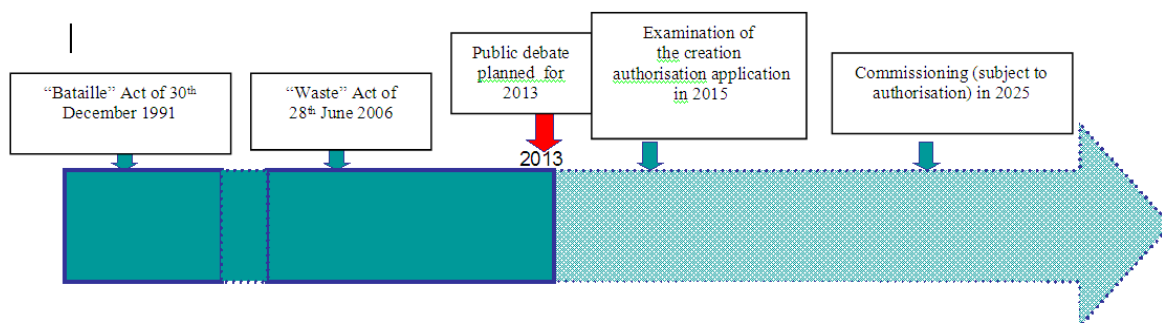 “Bataille” Act of 30th
December 1991
“Waste” Act of
28th June 2006
Public debate
planned for
2013
Examination of
the creation
authorisation application
in 2015
Commissioning (subject to
authorisation) in 2025
2013